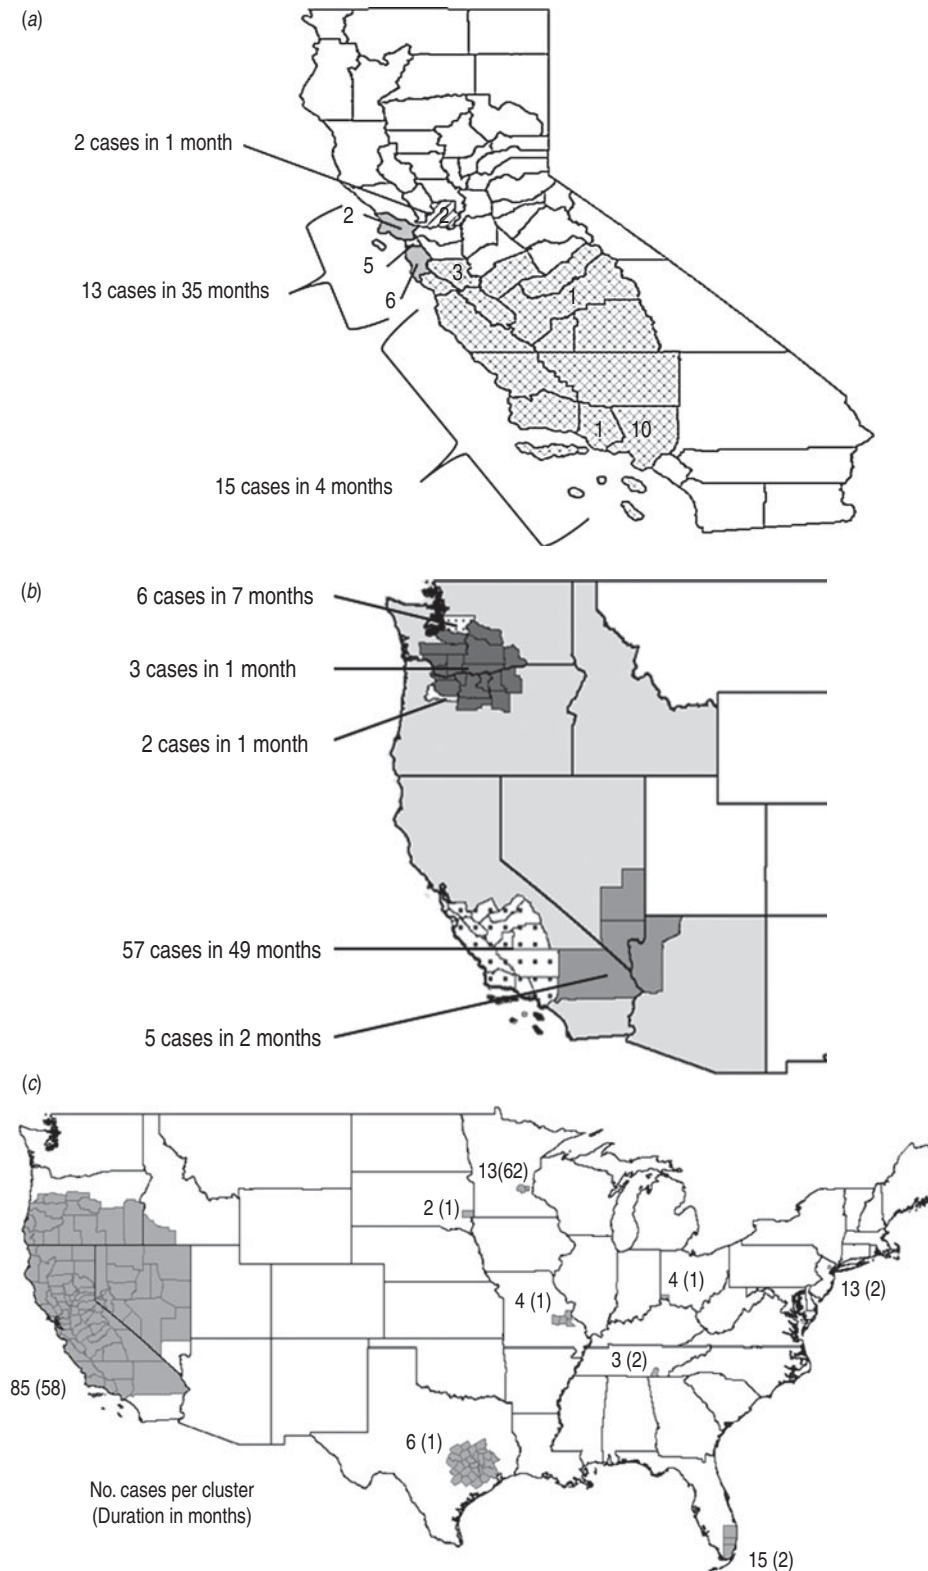 (a)
2 cases in 1 month
2
2
5
3
13 cases in 35 months
6
1
1
10
15 cases in 4 months
(b)
6 cases in 7 months
3 cases in 1 month
2 cases in 1 month
57 cases in 49 months
5 cases in 2 months
(c)
13(62)
2 (1)
4 (1)
13 (2)
4 (1)
3 (2)
85 (58)
6 (1)
No. cases per cluster
(Duration in months)
15 (2)